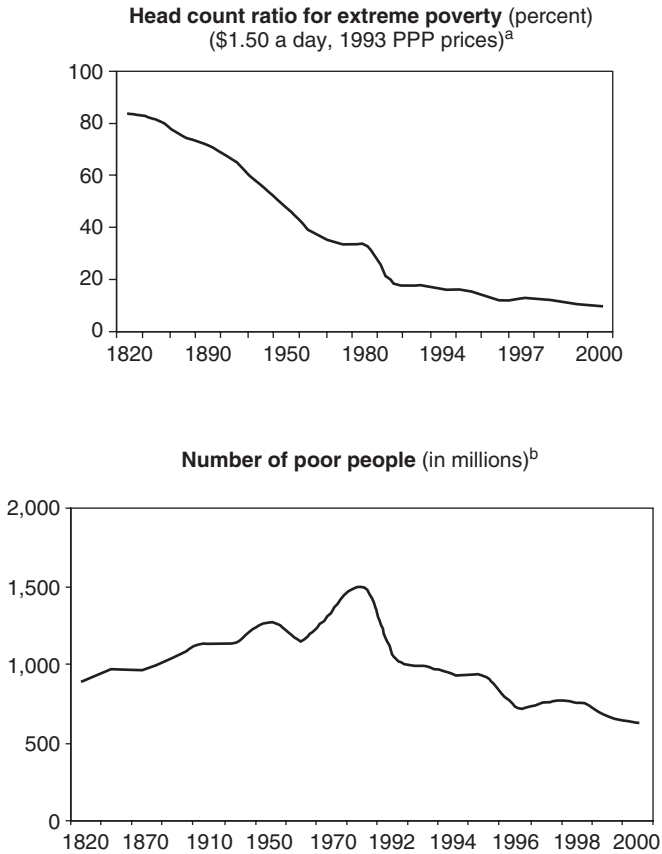 Head count ratio for extreme poverty (percent)
($1.50 a day, 1993 PPP prices)a
100
80
60
40
20
0
1820 1890 1950 1980 1994 1997 2000
Number of poor people (in millions)b
2,000
1,500
1,000
500
0
1820 1870 1910 1950 1970 1992 1994 1996 1998 2000